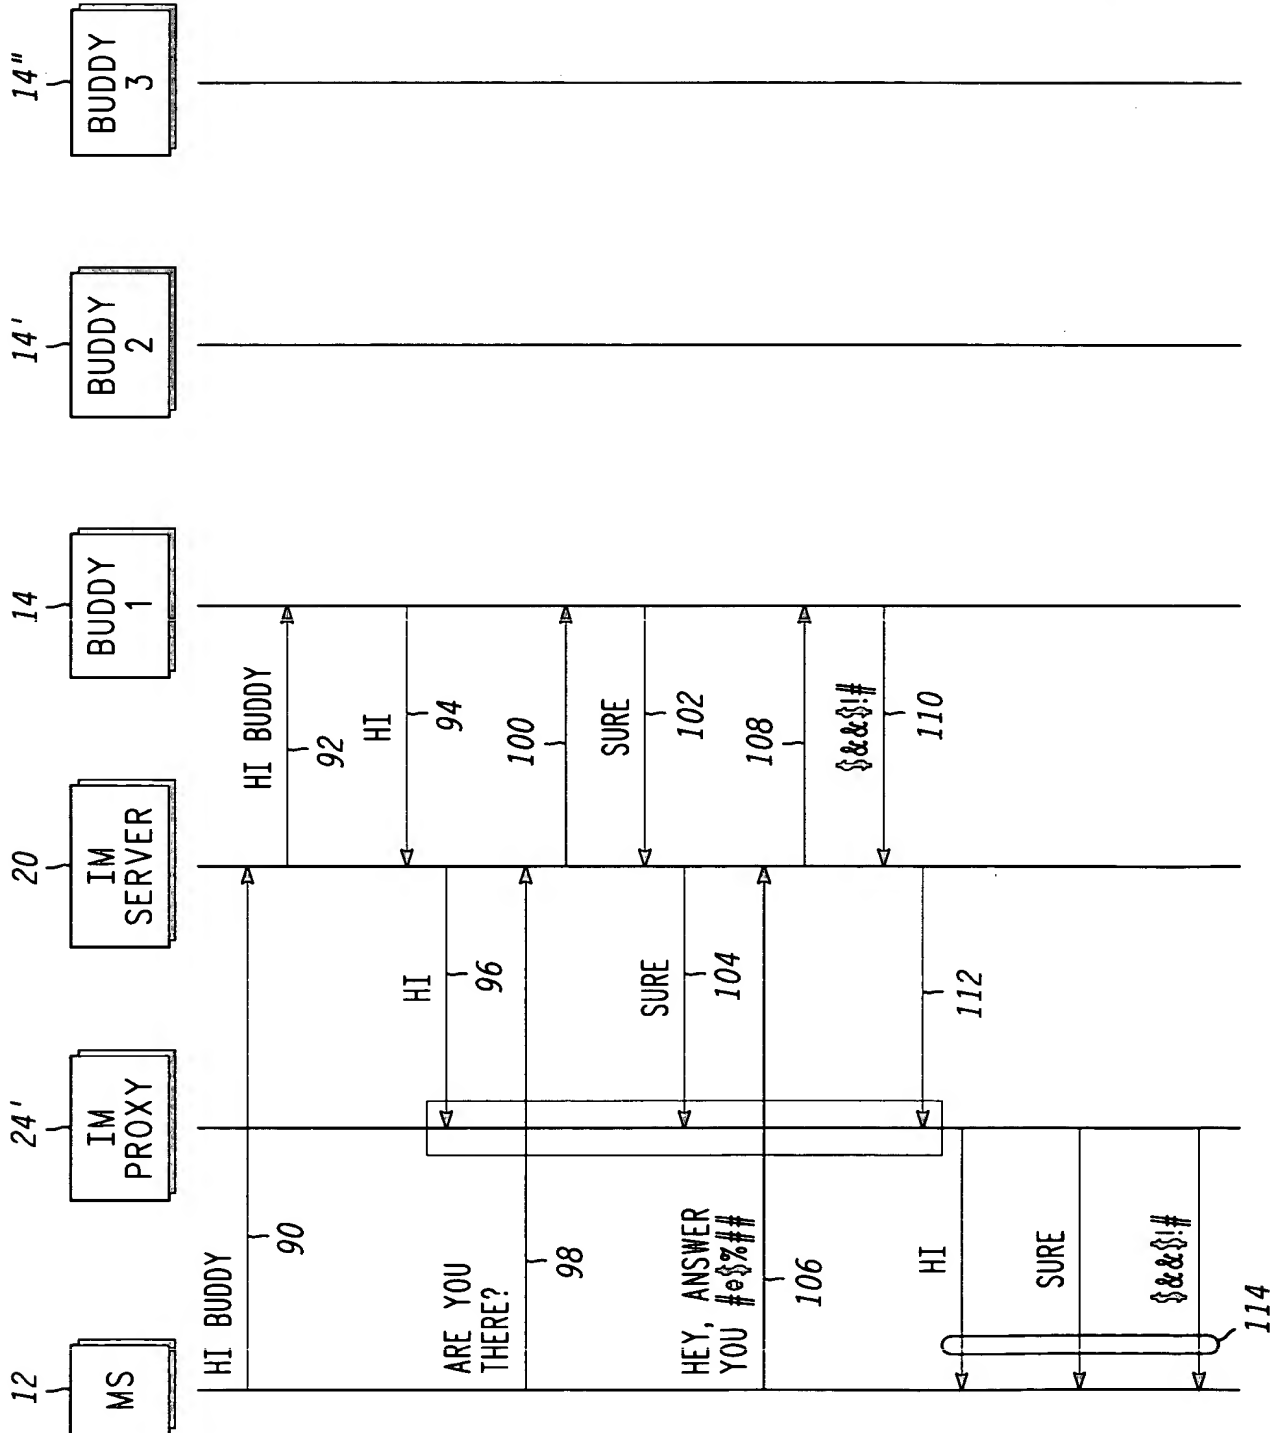 12
MS
24'
IM
PROXY
20
IM
SERVER
14
BUDDY
1
14'
BUDDY
2
14"
BUDDY
3
HI BUDDY
90
HI BUDDY
92
HI
94
HI
96
ARE YOU
THERE?
98
100
SURE
102
SURE
104
HEY, ANSWER
YOU #@$%##
106
108
$&&$!#
110
112
HI
SURE
$&&$!#
114